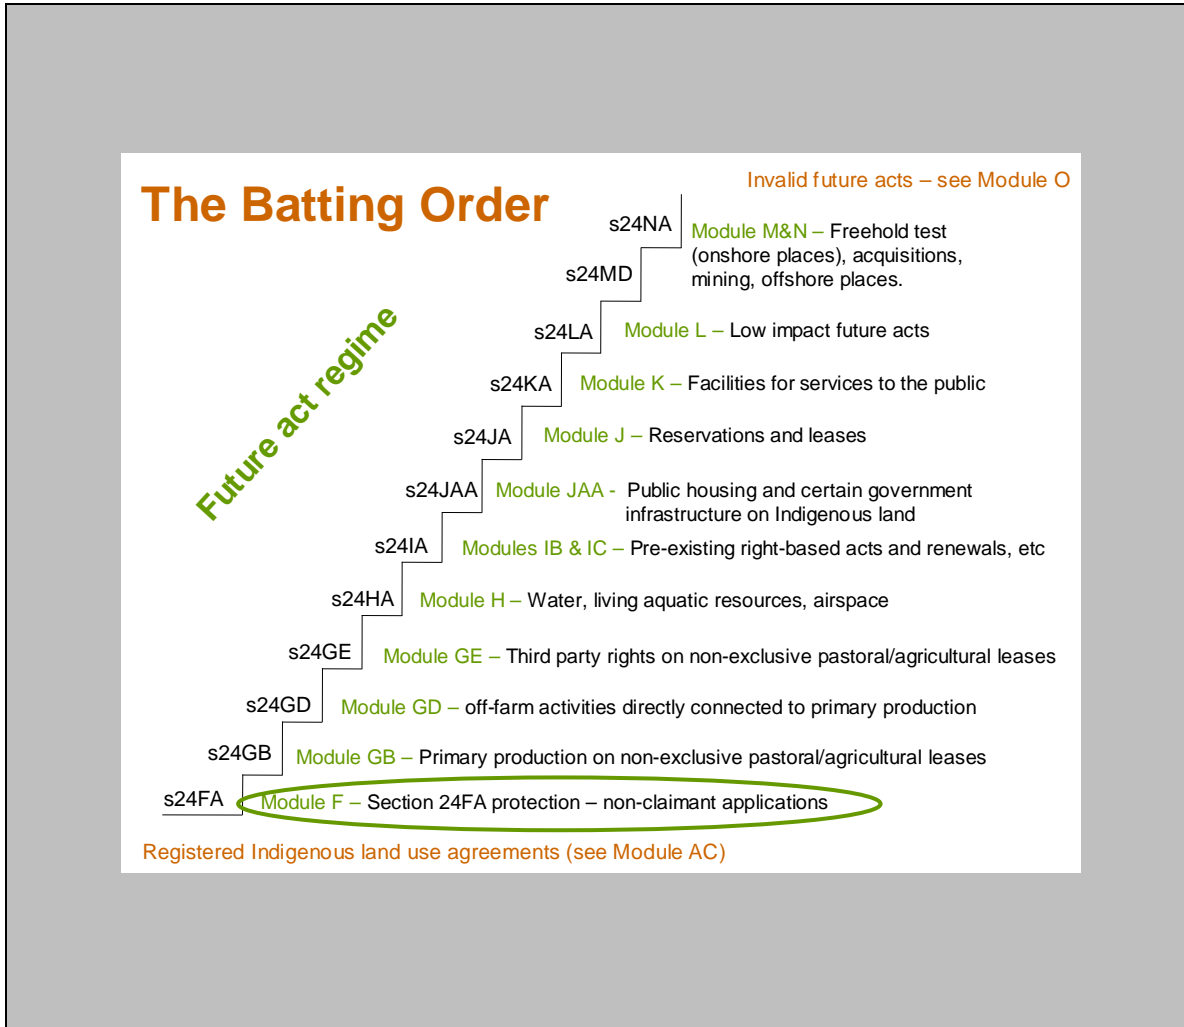 The Batting Order
Invalid future acts – see Module O
s24NA
Module M&N – Freehold test
(onshore places), acquisitions,
mining, offshore places.
s24MD
Future act regime
s24LA
Module L – Low impact future acts
s24KA
Module K – Facilities for services to the public
s24JA
Module J – Reservations and leases
s24JAA
Module JAA - Public housing and certain government
infrastructure on Indigenous land
s24IA
Modules IB & IC – Pre-existing right-based acts and renewals, etc
s24HA
Module H – Water, living aquatic resources, airspace
s24GE
Module GE – Third party rights on non-exclusive pastoral/agricultural leases
s24GD
Module GD – off-farm activities directly connected to primary production
s24GB
Module GB – Primary production on non-exclusive pastoral/agricultural leases
s24FA
Module F – Section 24FA protection – non-claimant applications
Registered Indigenous land use agreements (see Module AC)